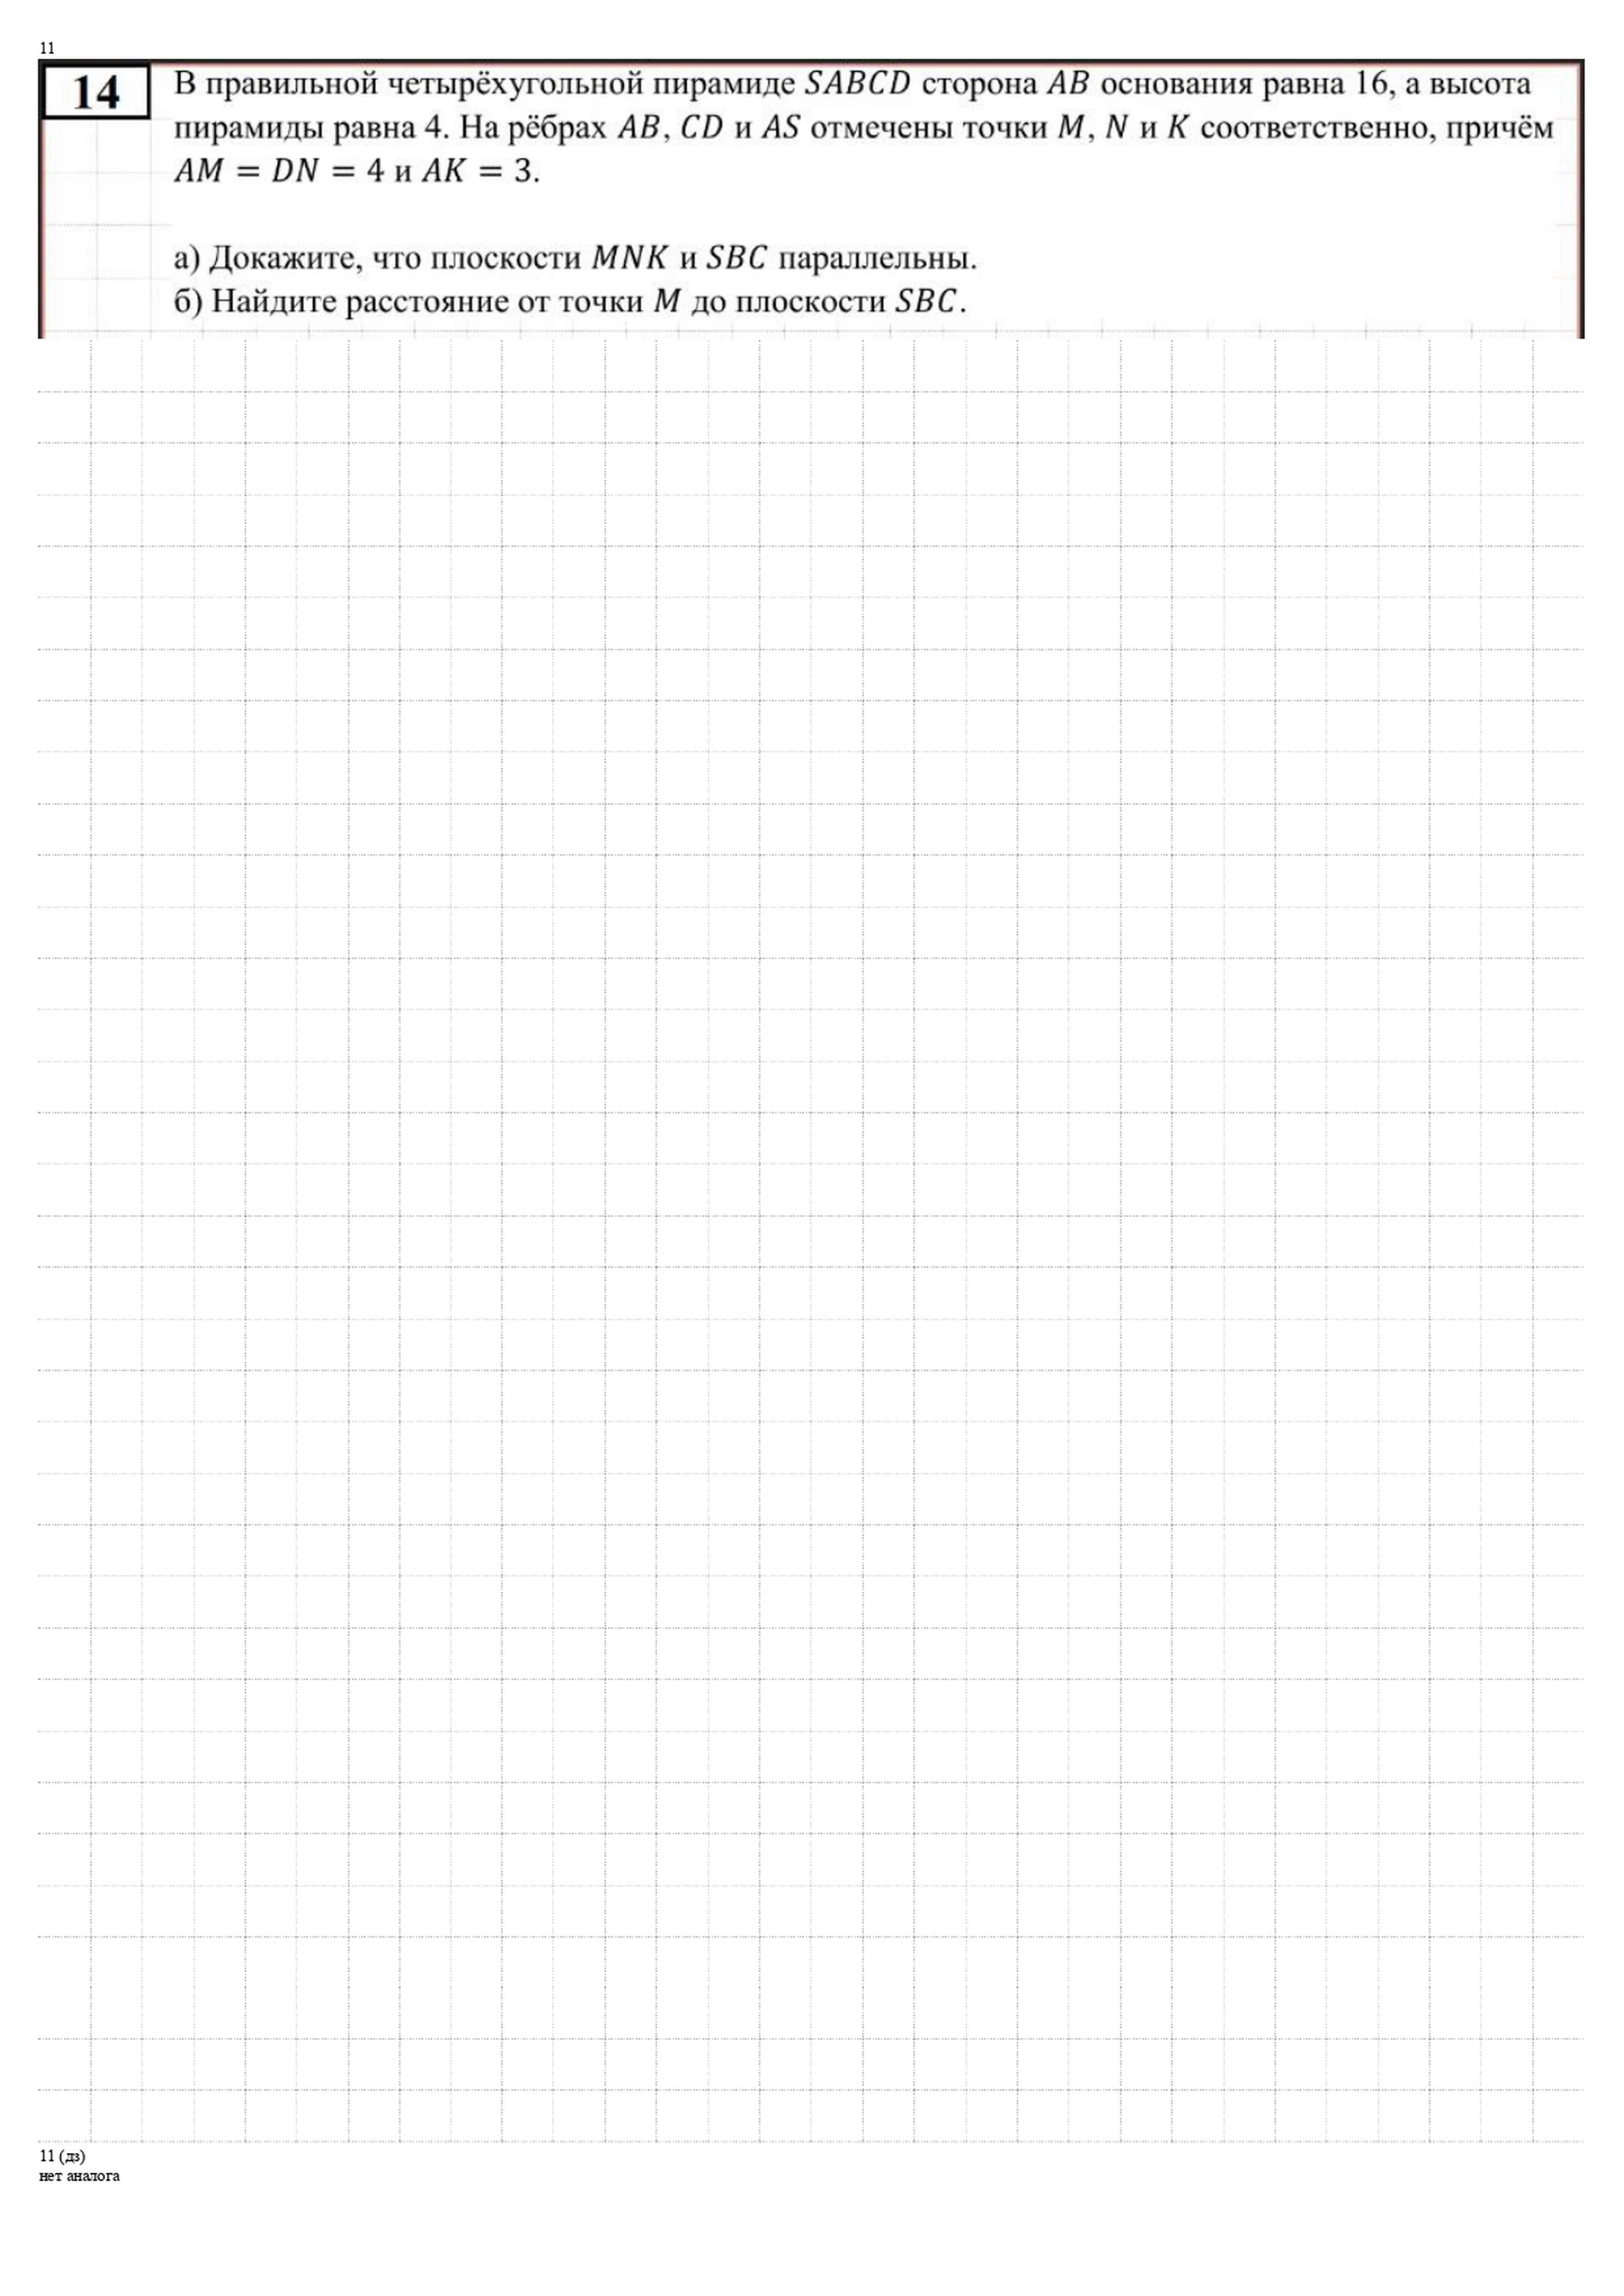 11
14
В правильной четырёхугольной пирамиде SABCD сторона AB основания равна 16, а высота
пирамиды равна 4. На рёбрах AB, CD и AS отмечены точки M, N и K соответственно, причём
AM = DN = 4 и AK = 3.
а) Докажите, что плоскости MNK и SBC параллельны.
б) Найдите расстояние от точки M до плоскости SBC.
11 (дз)
нет аналога